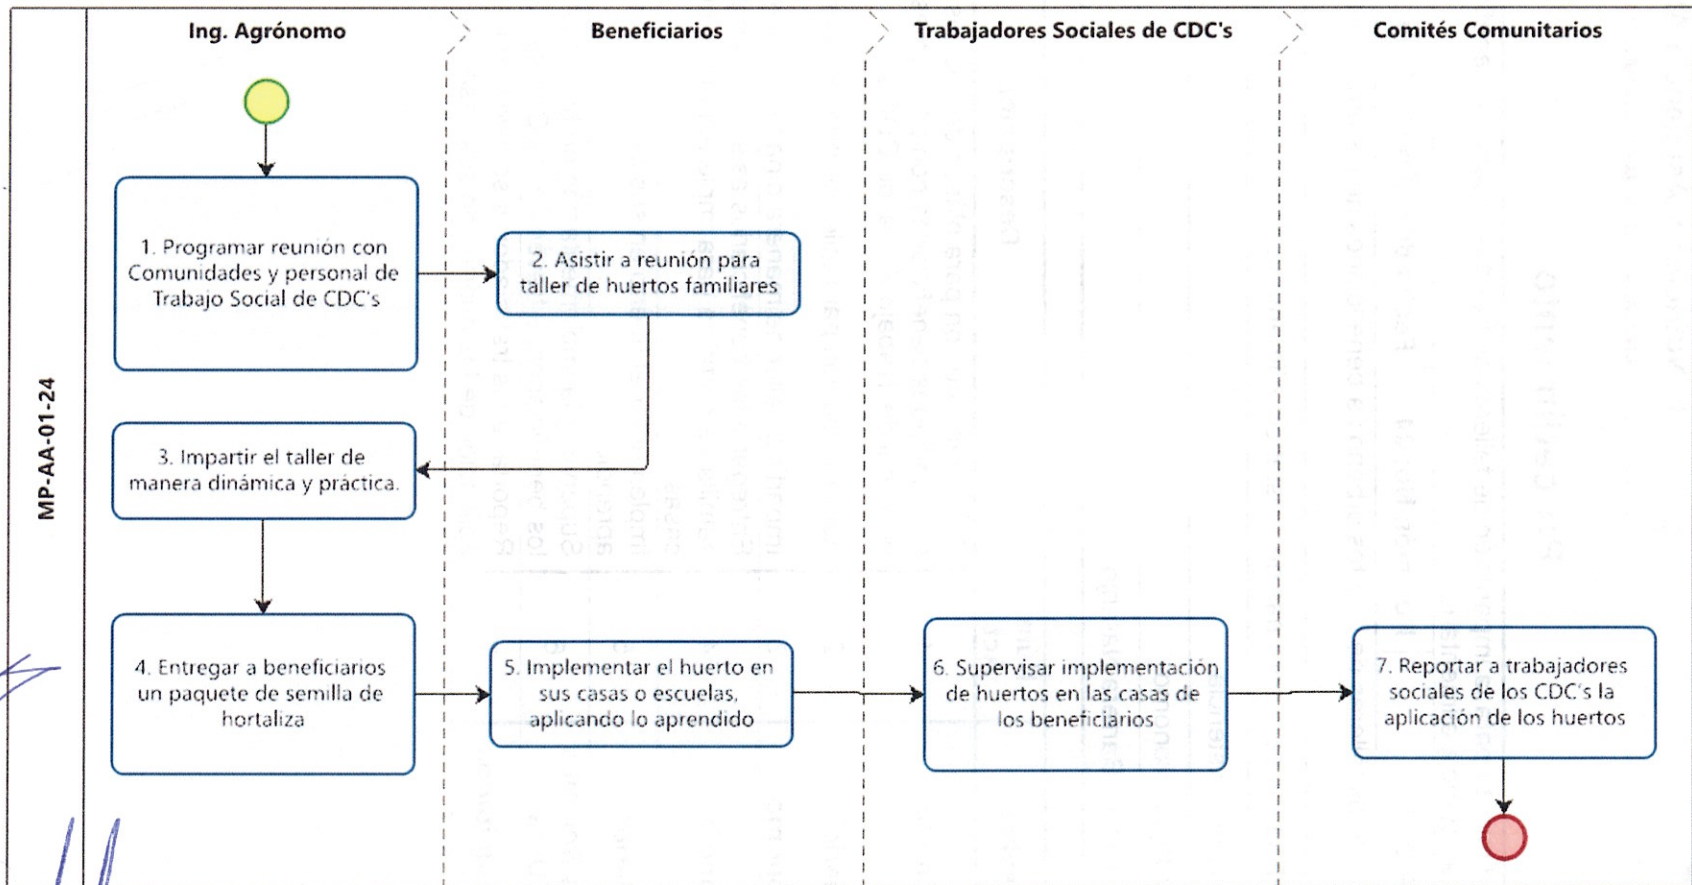 Ing. Agrónomo
Beneficiarios
Trabajadores Sociales de CDC's
Comités Comunitarios
MP-AA-01-24
1. Programar reunión con
Comunidades y personal de
Trabajo Social de CDC's
2. Asistir a reunión para
taller de huertos familiares
3. Impartir el taller de
manera dinámica y práctica.
4. Entregar a beneficiarios
un paquete de semilla de
hortaliza
5. Implementar el huerto en
sus casas o escuelas,
aplicando lo aprendido
6. Supervisar implementación
de huertos en las casas de
los beneficiarios
7. Reportar a trabajadores
sociales de los CDC's la
aplicación de los huertos